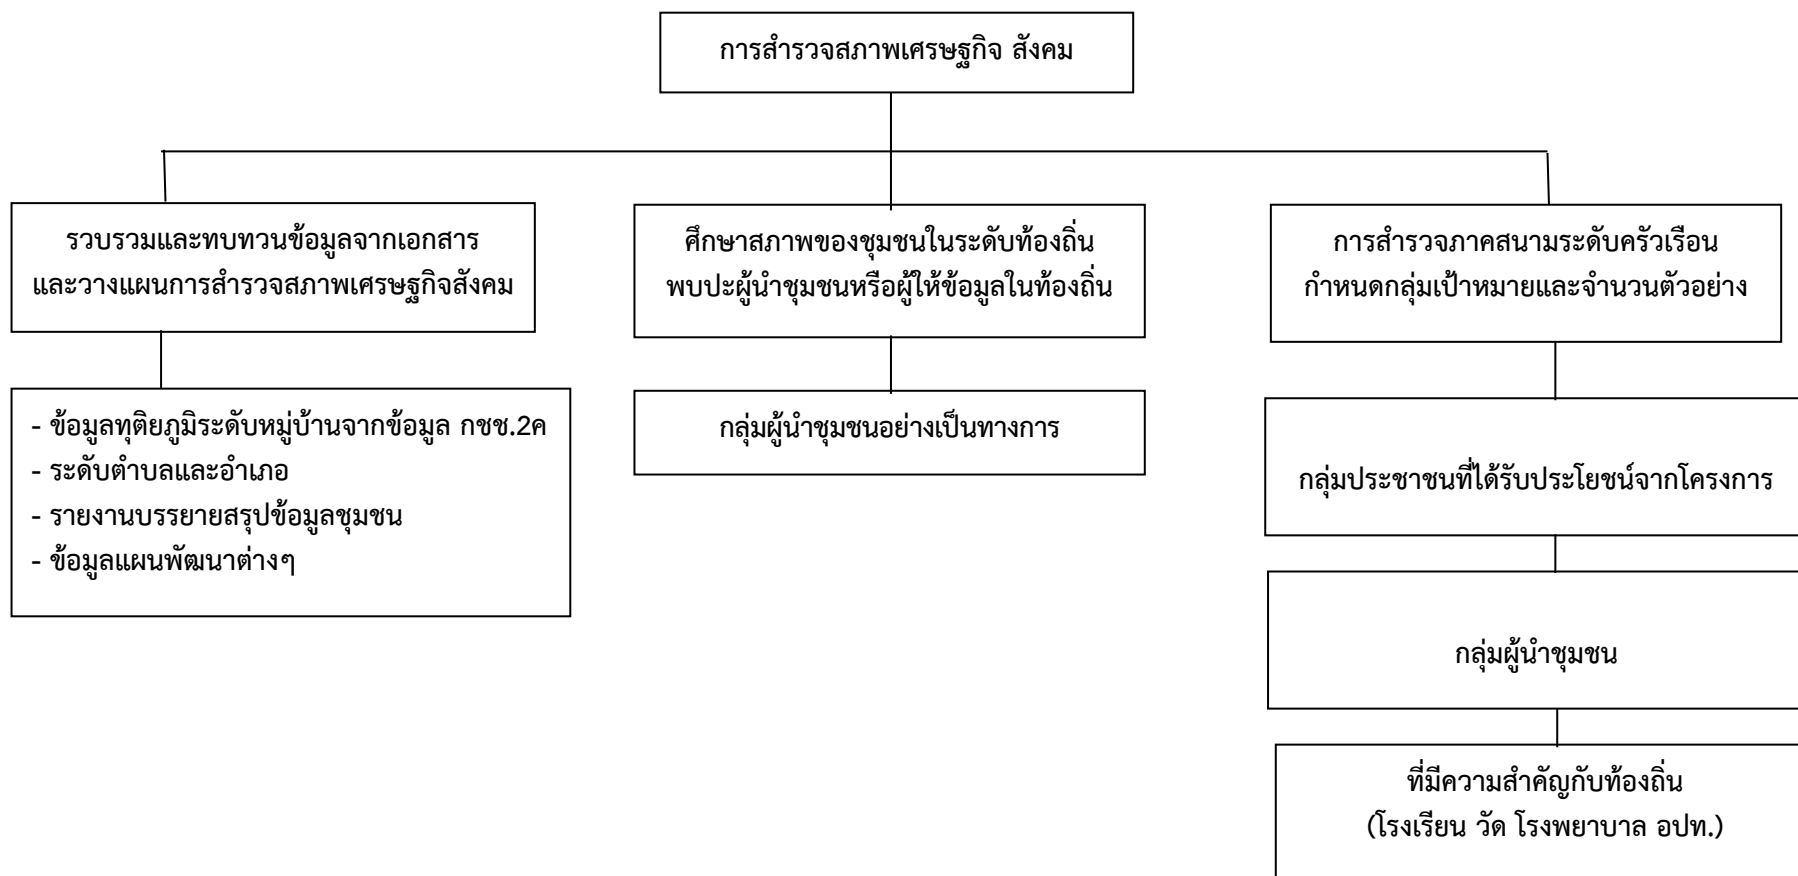 การสำรวจสภาพเศรษฐกิจ สังคม
รวบรวมและทบทวนข้อมูลจากเอกสาร
และวางแผนการสำรวจสภาพเศรษฐกิจสังคม
- ข้อมูลทุติยภูมิระดับหมู่บ้านจากข้อมูล กชช.2ค
- ระดับตำบลและอำเภอ
- รายงานบรรยายสรุปข้อมูลชุมชน
- ข้อมูลแผนพัฒนาต่างๆ
ศึกษาสภาพของชุมชนในระดับท้องถิ่น
พบปะผู้นำชุมชนหรือผู้ให้ข้อมูลในท้องถิ่น
กลุ่มผู้นำชุมชนอย่างเป็นทางการ
การสำรวจภาคสนามระดับครัวเรือน
กำหนดกลุ่มเป้าหมายและจำนวนตัวอย่าง
กลุ่มประชาชนที่ได้รับประโยชน์จากโครงการ
กลุ่มผู้นำชุมชน
ที่มีความสำคัญกับท้องถิ่น
(โรงเรียน วัด โรงพยาบาล อปท.)